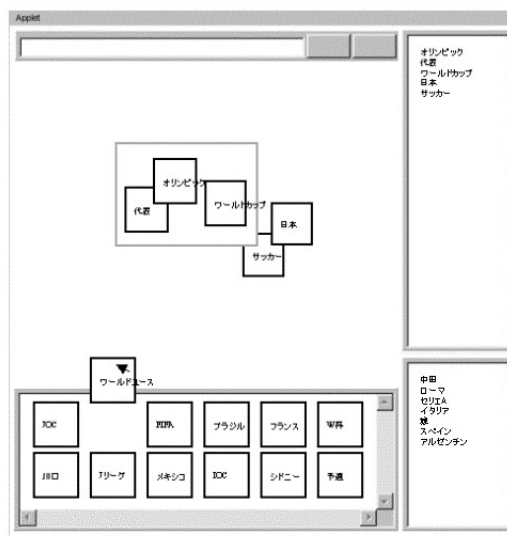 Applet
オリンピック
代表
ワールドカップ
日本
サッカー
オリンピック
代表
ワールドカップ
日本
サッカー
ワールドユース
JOC
FIFA
ブラジル
フランス
W杯
川口
Jリーグ
メキシコ
IOC
シドニー
予選
中田
ローマ
セリエA
イタリア
スペイン
アルゼンチン